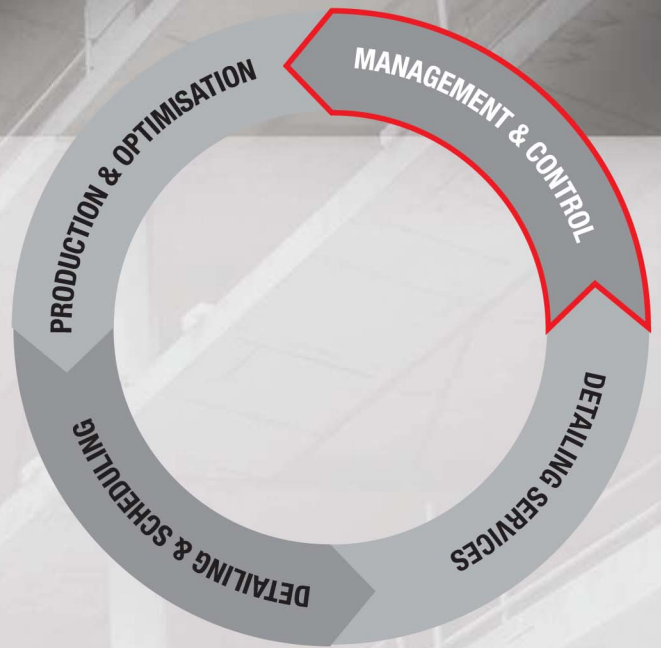 MANAGEMENT & CONTROL
DETAILING SERVICES
DETAILING & SCHEDULING
PRODUCTION & OPTIMISATION